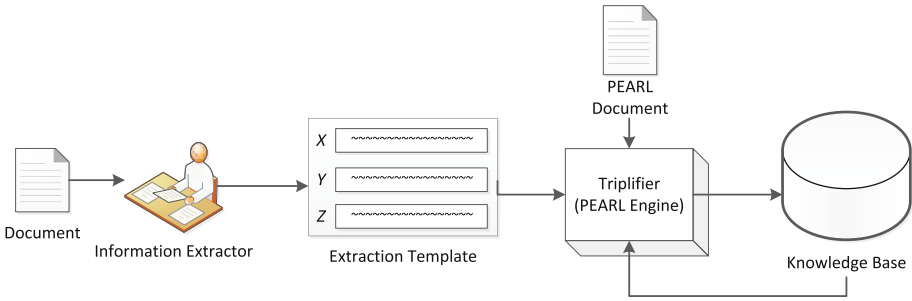 PEARL
Document
X ~~~~~~~~~~~~~~~~~
Y ~~~~~~~~~~~~~~~~~
Z ~~~~~~~~~~~~~~~~~
Triplifier
(PEARL Engine)
Document
Information Extractor
Extraction Template
Knowledge Base